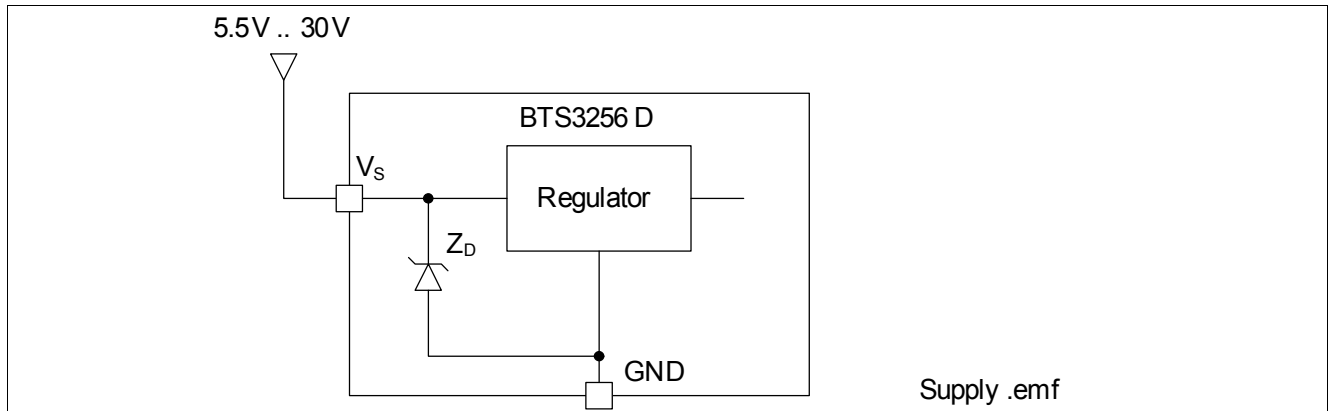 5.5V .. 30V
BTS3256 D
VS
Regulator
ZD
GND
Supply .emf